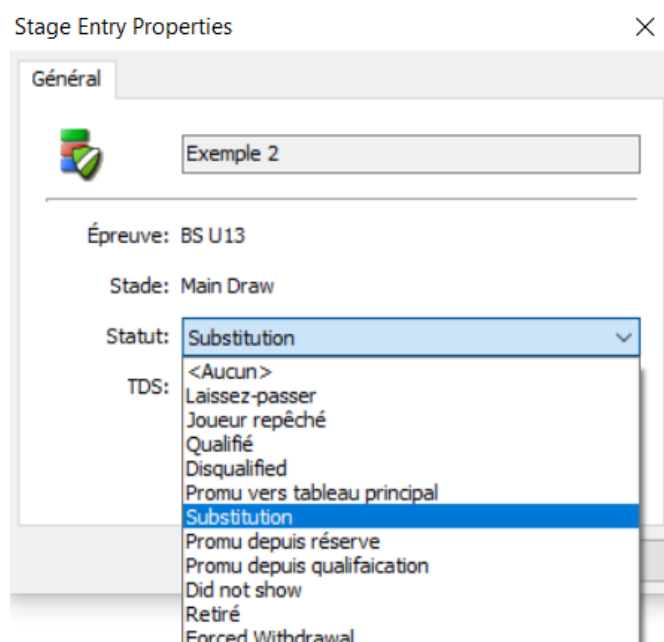 Stage Entry Properties
Général
Exemple 2
Épreuve: BS U13
Stade: Main Draw
Statut: Substitution
TDS:
<Aucun>
Laissez-passer
Joueur repêché
Qualifié
Disqualified
Promu vers tableau principal
Substitution
Promu depuis réserve
Promu depuis qualifaication
Did not show
Retiré
Forced Withdrawal